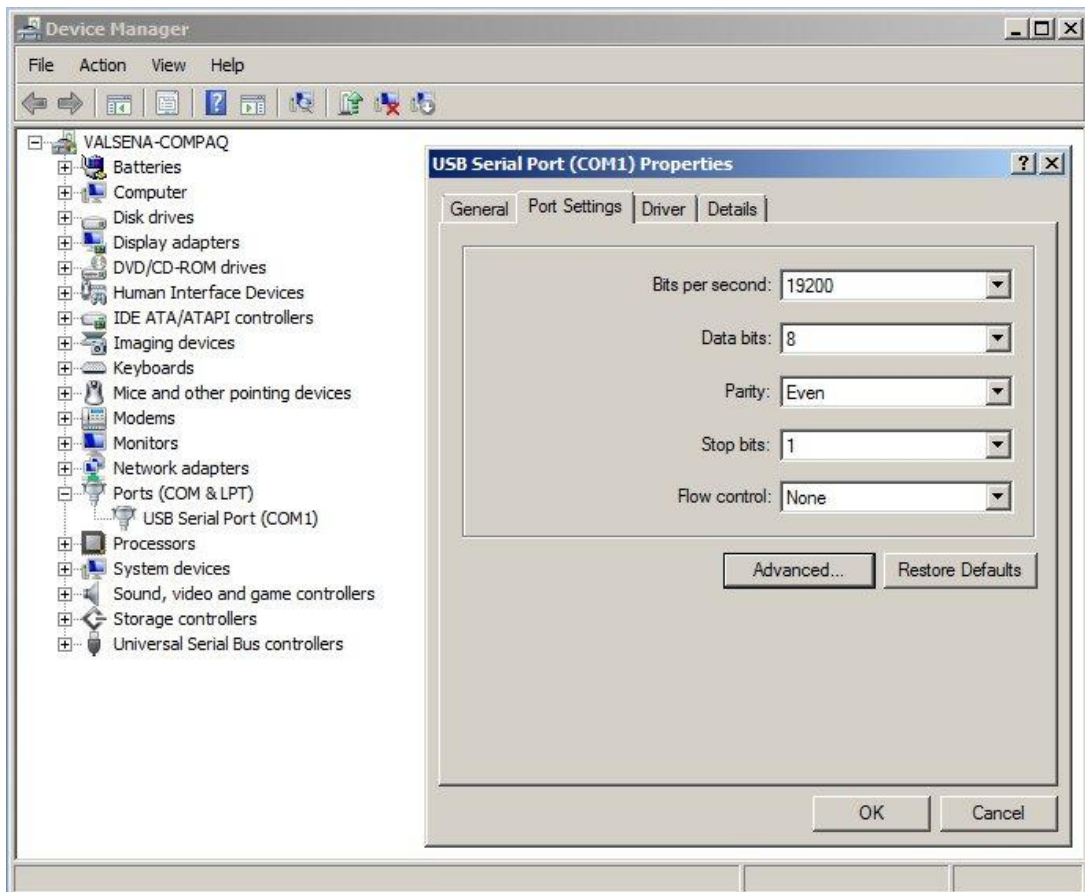 Device Manager
File Action View Help
VALSENA-COMPAQ
Batteries
Computer
Disk drives
Display adapters
DVD/CD-ROM drives
Human Interface Devices
IDE ATA/ATAPI controllers
Imaging devices
Keyboards
Mice and other pointing devices
Modems
Monitors
Network adapters
Ports (COM & LPT)
USB Serial Port (COM1)
Processors
System devices
Sound, video and game controllers
Storage controllers
Universal Serial Bus controllers
USB Serial Port (COM1) Properties
General Port Settings Driver Details
Bits per second: 19200
Data bits: 8
Parity: Even
Stop bits: 1
Flow control: None
Advanced... Restore Defaults
OK Cancel